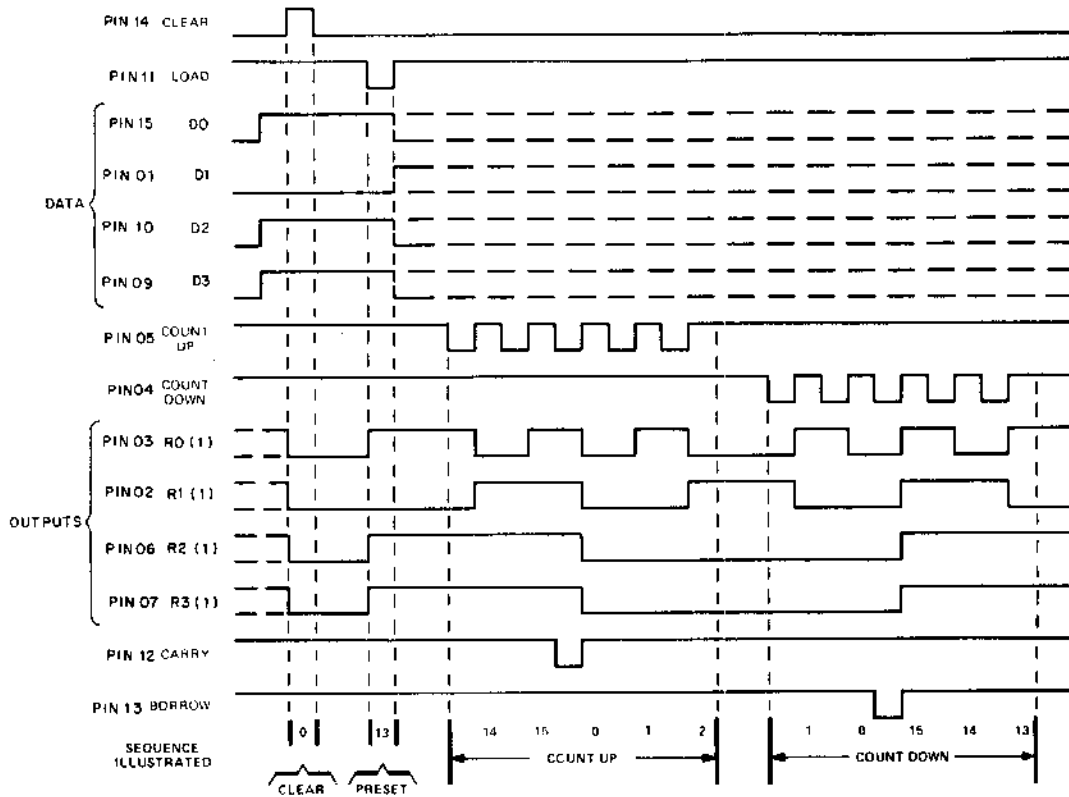 PIN 14 CLEAR
PIN 11 LOAD
PIN 15 D0
PIN 01 D1
DATA
PIN 10 D2
PIN 09 D3
PIN 05 COUNT UP
PIN 04 COUNT DOWN
PIN 03 R0 (1)
PIN 02 R1 (1)
OUTPUTS
PIN 06 R2 (1)
PIN 07 R3 (1)
PIN 12 CARRY
PIN 13 BORROW
SEQUENCE ILLUSTRATED
0 13 14 15 0 1 2 1 0 15 14 13
COUNT UP COUNT DOWN
CLEAR PRESET